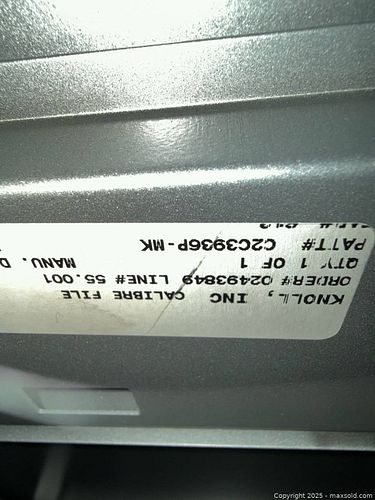 KNOLL, INC  CALIBRE FILE
ORDER# 02493849 LINE# 55.001
QTY 1 OF 1    MANU. D
PATT# C2C3936P-MK
Copyright 2025 - maxsold.com